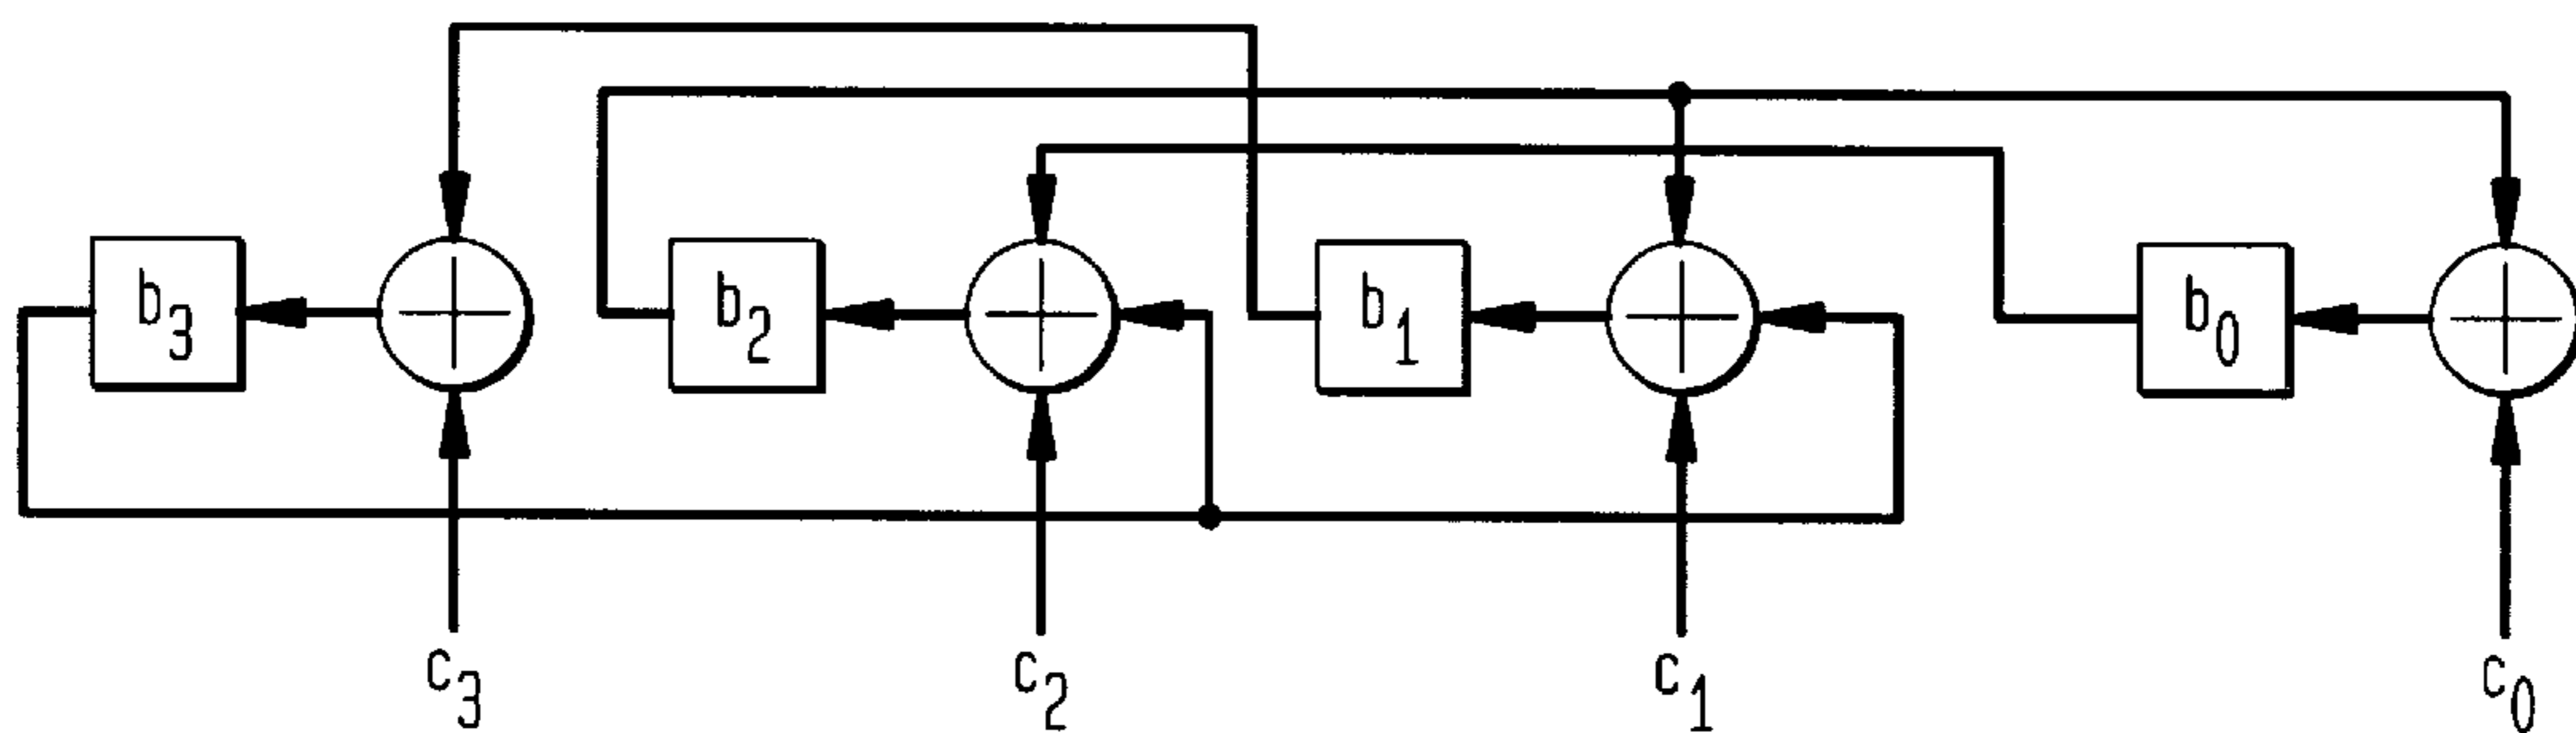 b₃ b₂ b₁ b₀
c₃ c₂ c₁ c₀